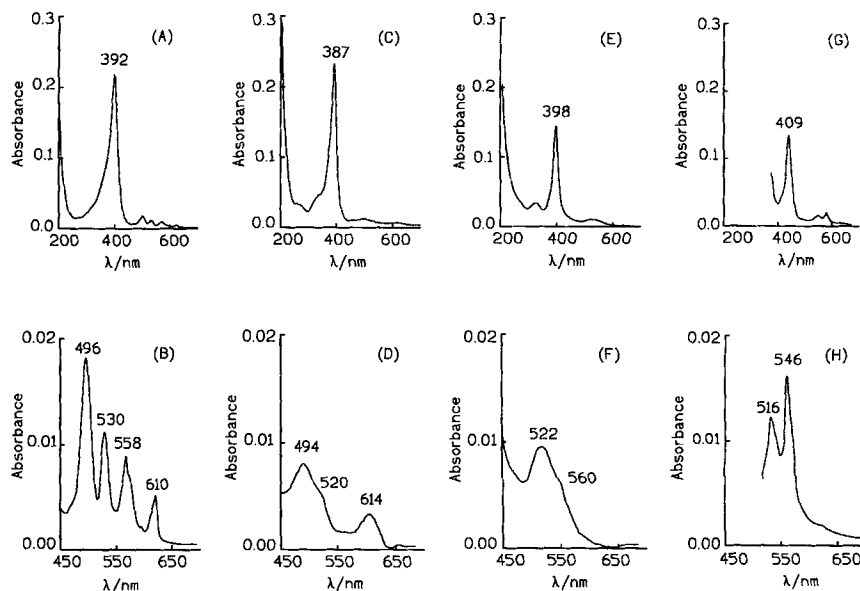 0.3 (A) 0.3 (C) 0.3 (E) 0.3 (G)
392 387
0.2 0.2 0.2 0.2
398 409
Absorbance Absorbance Absorbance Absorbance
0.1 0.1 0.1 0.1
0.0 0.0 0.0 0.0
200 400 600 200 400 600 200 400 600 200 400 600
λ/nm λ/nm λ/nm λ/nm
0.02 (B) 0.02 (D) 0.02 (F) 0.02 (H)
496 546
530 516
558 522
0.01 0.01 0.01 0.01
610 494 520 614 560
Absorbance Absorbance Absorbance Absorbance
0.00 0.00 0.00 0.00
450 550 650 450 550 650 450 550 650 450 550 650
λ/nm λ/nm λ/nm λ/nm